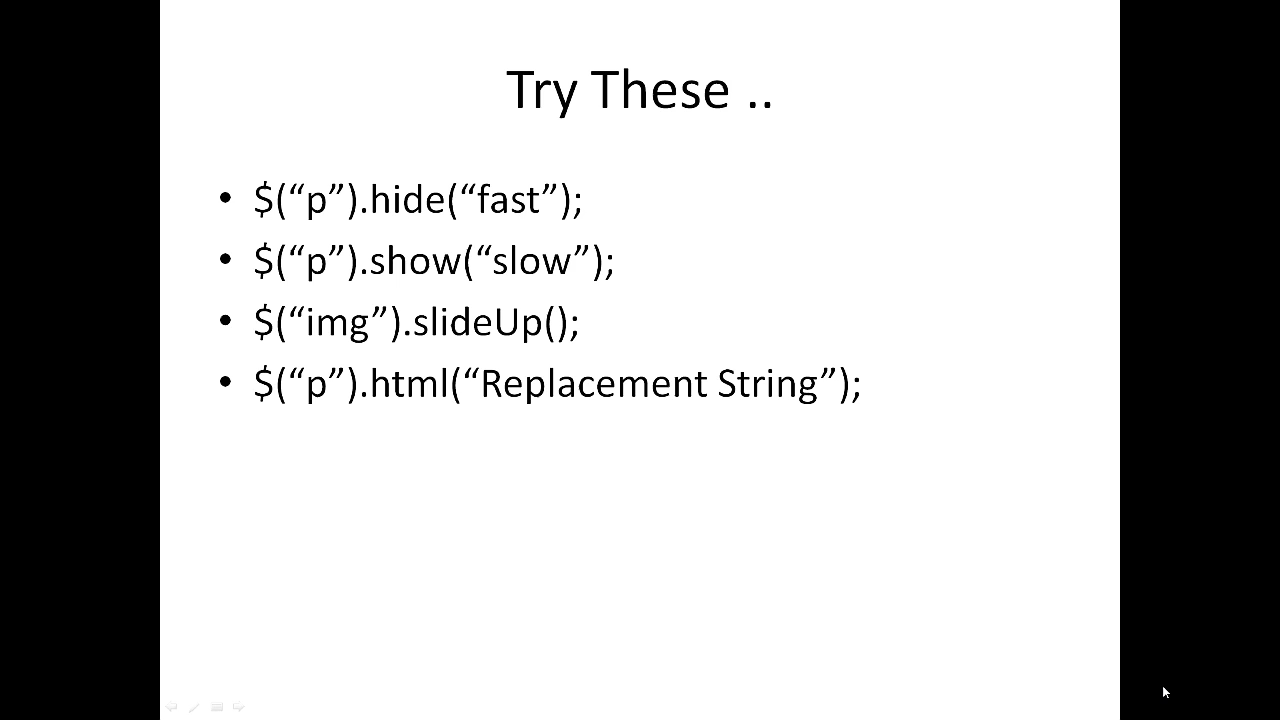 Try These ..
• $(“p”).hide(“fast”);
• $(“p”).show(“slow”);
• $(“img”).slideUp();
• $(“p”).html(“Replacement String”);